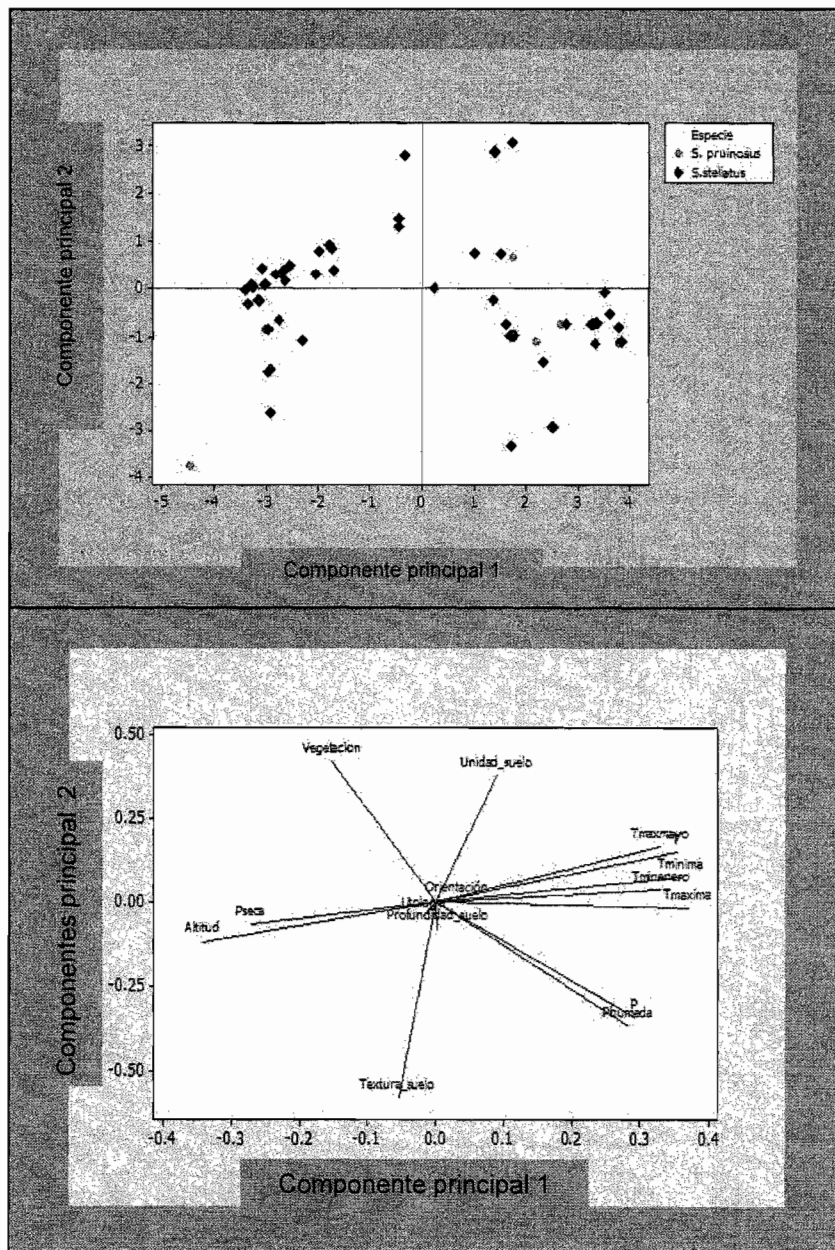 Componente principal 2
3
2
1
0
-1
-2
-3
-4
-5
-4
-3
-2
-1
0
1
2
3
4
Componente principal 1
Especie
S. pruinosus
S.stellatus
Componentes principal 2
0.50
0.25
0.00
-0.25
-0.50
-0.4
-0.3
-0.2
-0.1
0.0
0.1
0.2
0.3
0.4
Componente principal 1
Vegetacion
Unidad_suelo
Tmaxmayo
Tminima
Tminenero
Tmaxima
Orientación
Profundidad_suelo
Pseca
Altitud
P
Phumeda
Textura_suelo